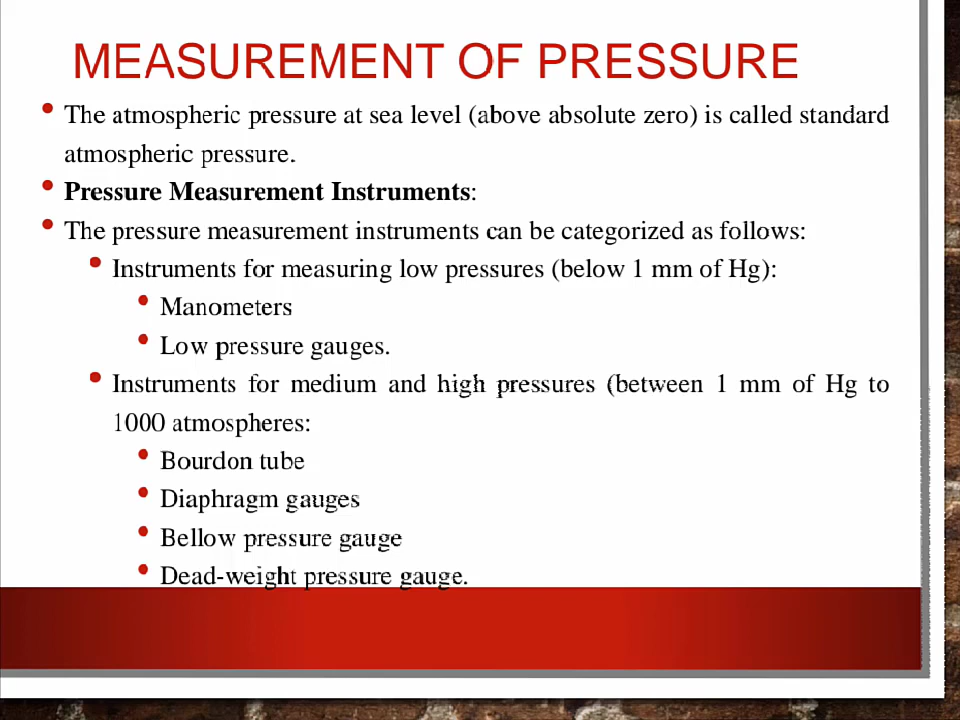 MEASUREMENT OF PRESSURE
• The atmospheric pressure at sea level (above absolute zero) is called standard
atmospheric pressure.
• Pressure Measurement Instruments:
• The pressure measurement instruments can be categorized as follows:
• Instruments for measuring low pressures (below 1 mm of Hg):
• Manometers
• Low pressure gauges.
• Instruments for medium and high pressures (between 1 mm of Hg to
1000 atmospheres:
• Bourdon tube
• Diaphragm gauges
• Bellow pressure gauge
• Dead-weight pressure gauge.